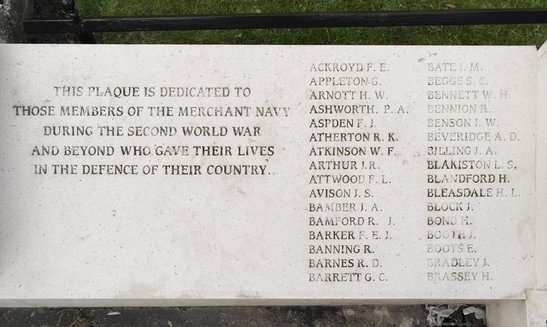 THIS PLAQUE IS DEDICATED TO
THOSE MEMBERS OF THE MERCHANT NAVY
DURING THE SECOND WORLD WAR
AND BEYOND WHO GAVE THEIR LIVES
IN THE DEFENCE OF THEIR COUNTRY.
ACKROYD F. E.
APPLETON G.
ARNOTT H. W.
ASHWORTH. P. A.
ASPDEN F. J.
ATHERTON R. K.
ATKINSON W. F.
ARTHUR J.R.
ATTWOOD F. L.
AVISON J. S.
BAMBER J. A.
BAMFORD R. J.
BARKER F. E. J.
BANNING R.
BARNES R. D.
BARRETT G. C.
BATE J. M.
BEGGS S. C.
BENNETT W. H.
BENNION R.
BENSON J. W.
BEVERIDGE A. D.
BILLING J. A.
BLAKISTON L. S.
BLANDFORD H.
BLEASDALE H. L.
BLOCK J.
BOND H.
BOOTH J.
BOOTS E.
BRADLEY J.
BRASSEY H.